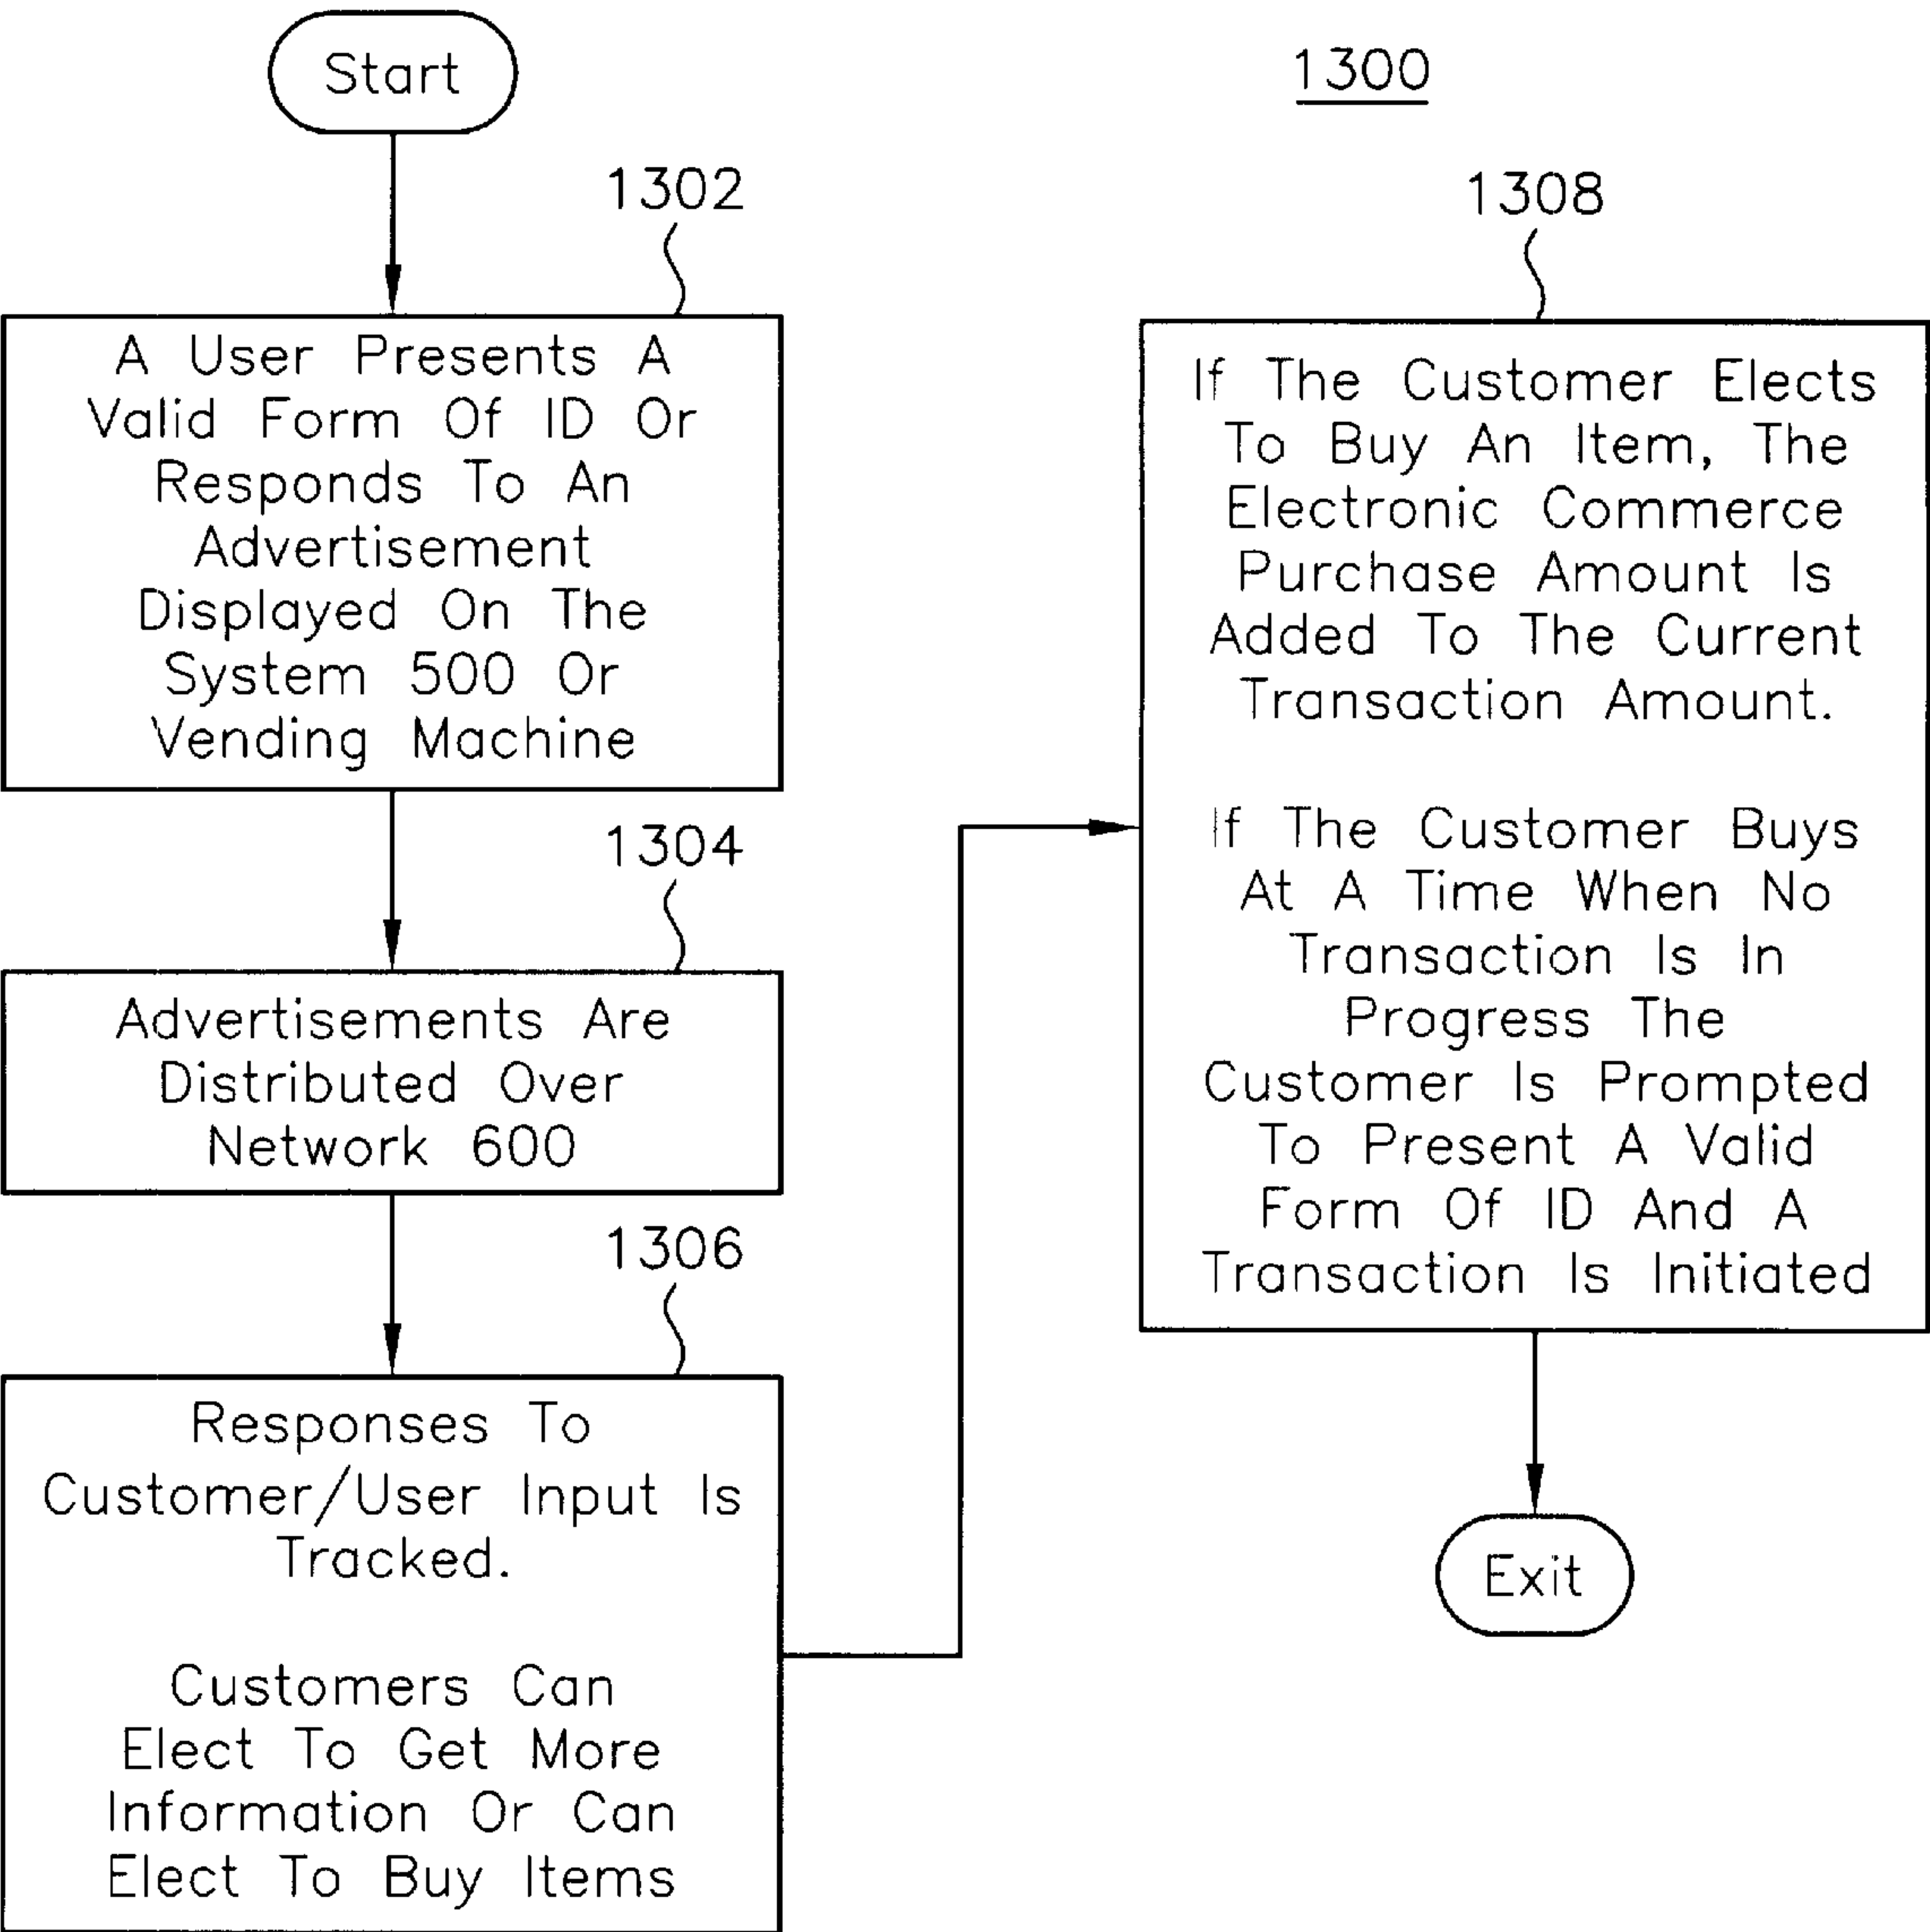 Start
1300
1302
A User Presents A
Valid Form Of ID Or
Responds To An
Advertisement
Displayed On The
System 500 Or
Vending Machine
1304
Advertisements Are
Distributed Over
Network 600
1306
Responses To
Customer/User Input Is
Tracked.
Customers Can
Elect To Get More
Information Or Can
Elect To Buy Items
1308
If The Customer Elects
To Buy An Item, The
Electronic Commerce
Purchase Amount Is
Added To The Current
Transaction Amount.
If The Customer Buys
At A Time When No
Transaction Is In
Progress The
Customer Is Prompted
To Present A Valid
Form Of ID And A
Transaction Is Initiated
Exit